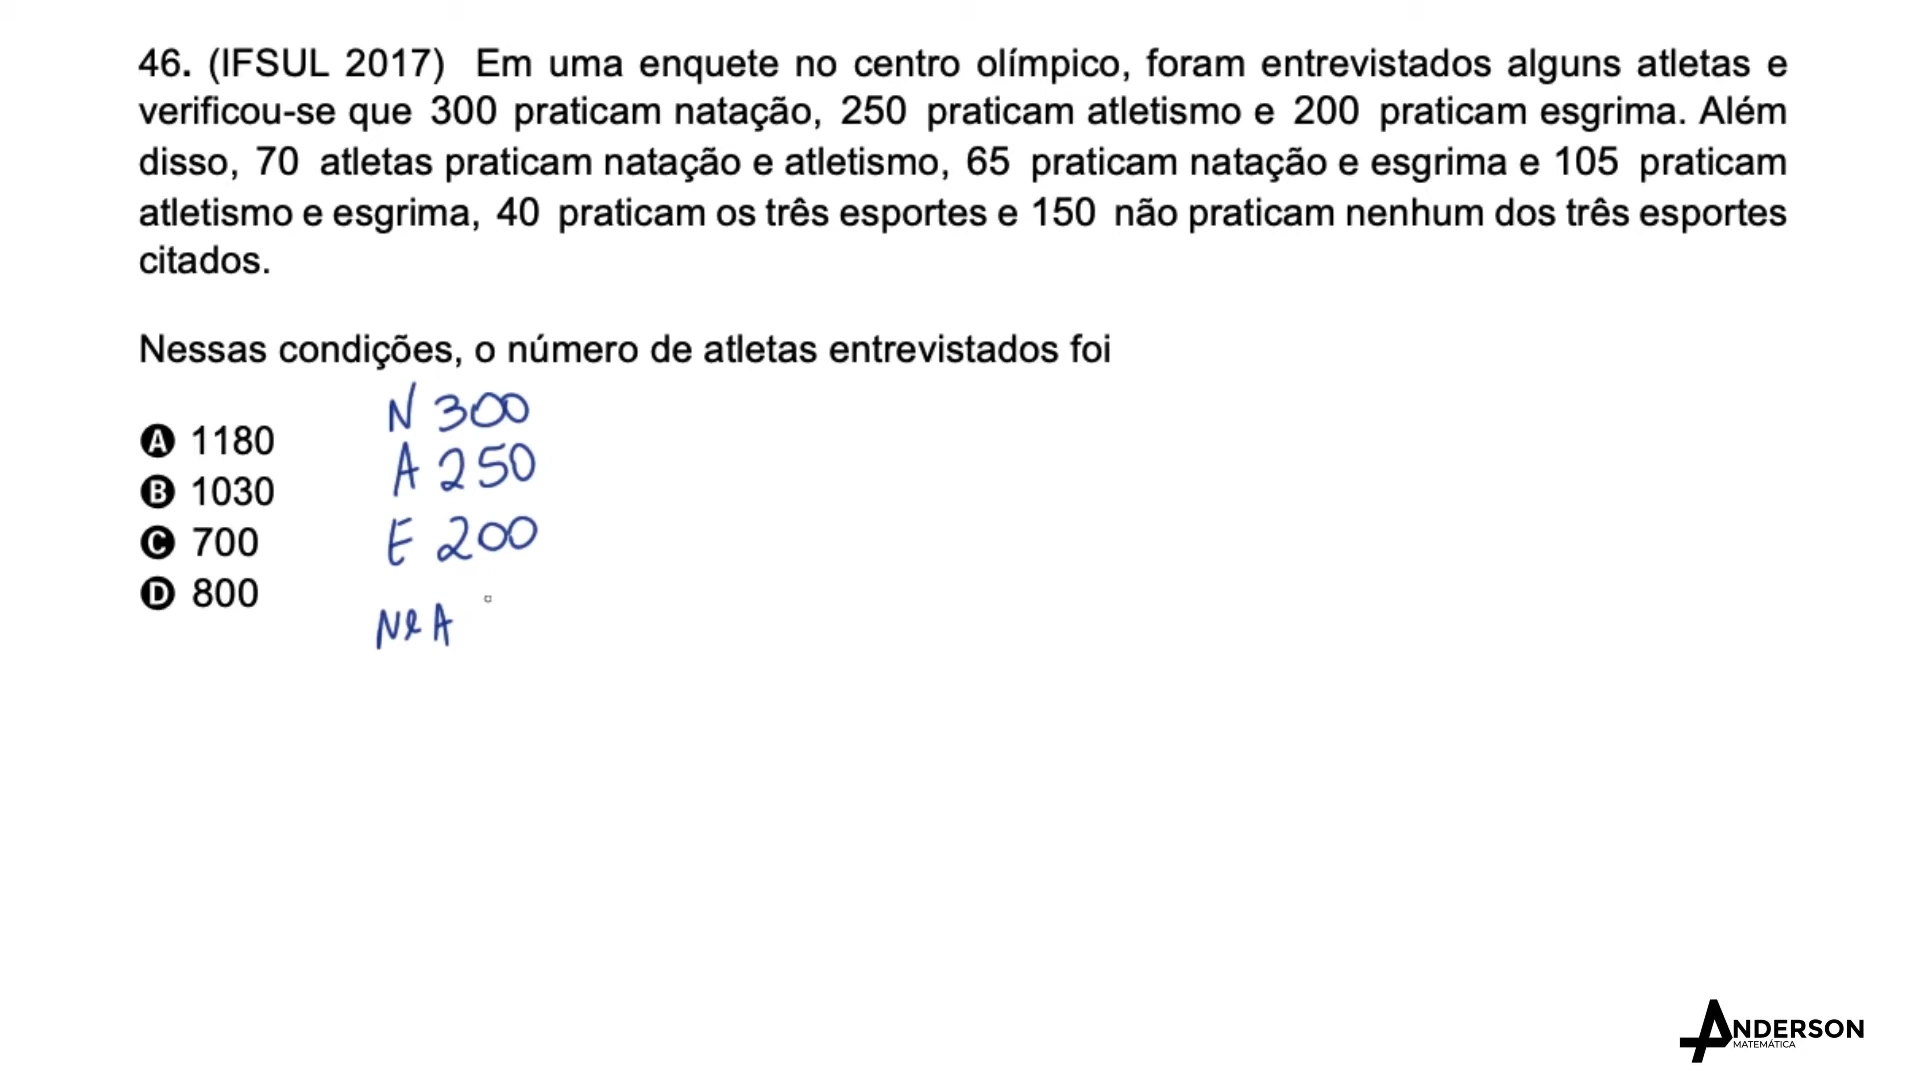 46. (IFSUL 2017) Em uma enquete no centro olímpico, foram entrevistados alguns atletas e
verificou-se que 300 praticam natação, 250 praticam atletismo e 200 praticam esgrima. Além
disso, 70 atletas praticam natação e atletismo, 65 praticam natação e esgrima e 105 praticam
atletismo e esgrima, 40 praticam os três esportes e 150 não praticam nenhum dos três esportes
citados.
Nessas condições, o número de atletas entrevistados foi
A 1180
B 1030
C 700
D 800
N 300
A 250
E 200
N e A
ANDERSON
MATEMÁTICA